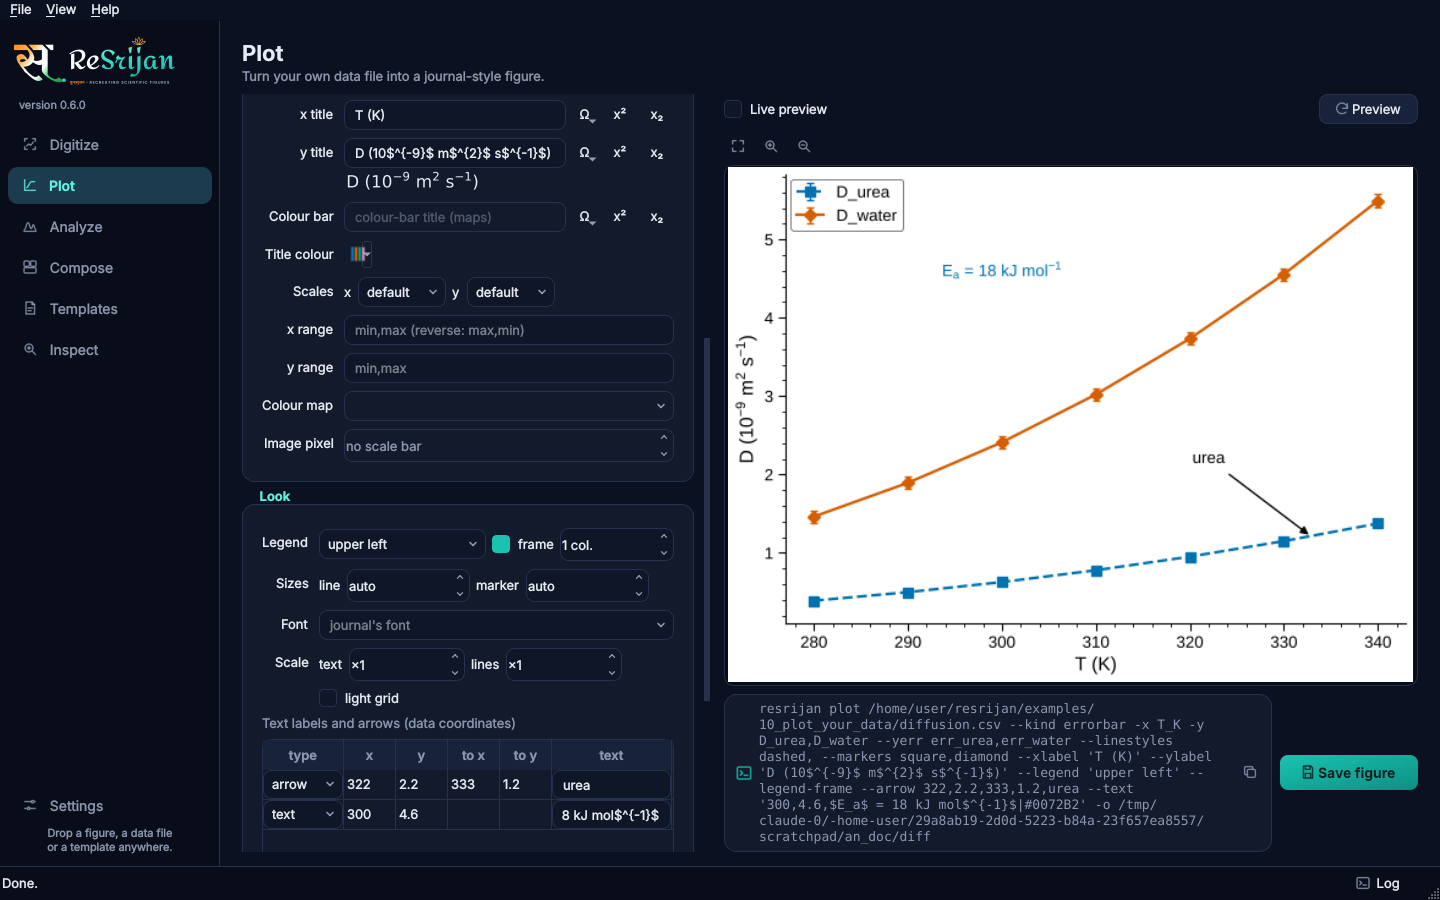 File View Help
स ReSrijan
RECREATING SCIENTIFIC FIGURES
version 0.6.0
Digitize
Plot
Analyze
Compose
Templates
Inspect
Settings
Drop a figure, a data file
or a template anywhere.
Plot
Turn your own data file into a journal-style figure.
x title T (K) Ω x² x₂
y title D (10$^{-9}$ m$^{2}$ s$^{-1}$) Ω x² x₂
D (10⁻⁹ m² s⁻¹)
Colour bar colour-bar title (maps) Ω x² x₂
Title colour
Scales x default y default
x range min,max (reverse: max,min)
y range min,max
Colour map
Image pixel no scale bar
Look
Legend upper left frame 1 col.
Sizes line auto marker auto
Font journal's font
Scale text ×1 lines ×1
light grid
Text labels and arrows (data coordinates)
type x y to x to y text
arrow 322 2.2 333 1.2 urea
text 300 4.6 8 kJ mol$^{-1}$
Live preview
Preview
D_urea
D_water
Eₐ = 18 kJ mol⁻¹
urea
D (10⁻⁹ m² s⁻¹)
5
4
3
2
1
280 290 300 310 320 330 340
T (K)
resrijan plot /home/user/resrijan/examples/
10_plot_your_data/diffusion.csv --kind errorbar -x T_K -y
D_urea,D_water --yerr err_urea,err_water --linestyles
dashed, --markers square,diamond --xlabel 'T (K)' --ylabel
'D (10$^{-9}$ m$^{2}$ s$^{-1}$)' --legend 'upper left' --
legend-frame --arrow 322,2.2,333,1.2,urea --text
'300,4.6,$E_a$ = 18 kJ mol$^{-1}$|#0072B2' -o /tmp/
claude-0/-home-user/29a8ab19-2d0d-5223-b84a-23f657ea8557/
scratchpad/an_doc/diff
Save figure
Done.
Log